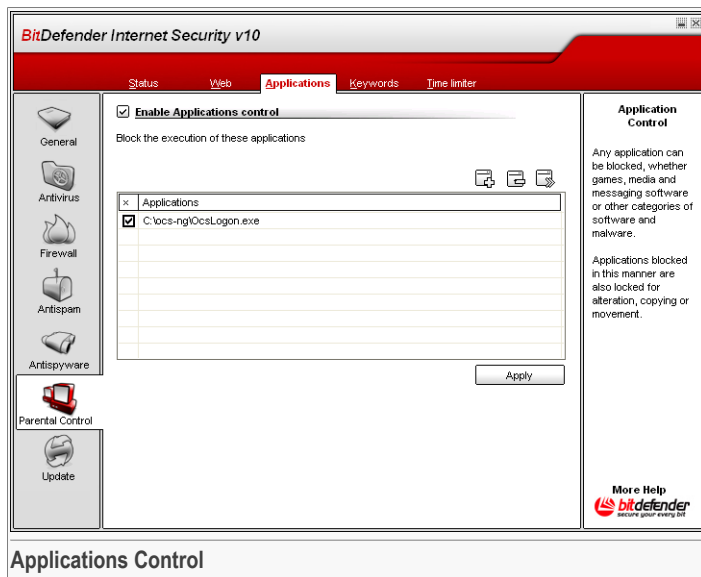 BitDefender Internet Security v10
Status Web Applications Keywords Time limiter
General
Antivirus
Firewall
Antispam
Antispyware
Parental Control
Update
Enable Applications control
Block the execution of these applications
× Applications
C:\ocs-ng\OcsLogon.exe
Apply
Application
Control
Any application can
be blocked, whether
games, media and
messaging software
or other categories of
software and
malware.
Applications blocked
in this manner are
also locked for
alteration, copying or
movement.
More Help
bitdefender
secure your every bit
Applications Control